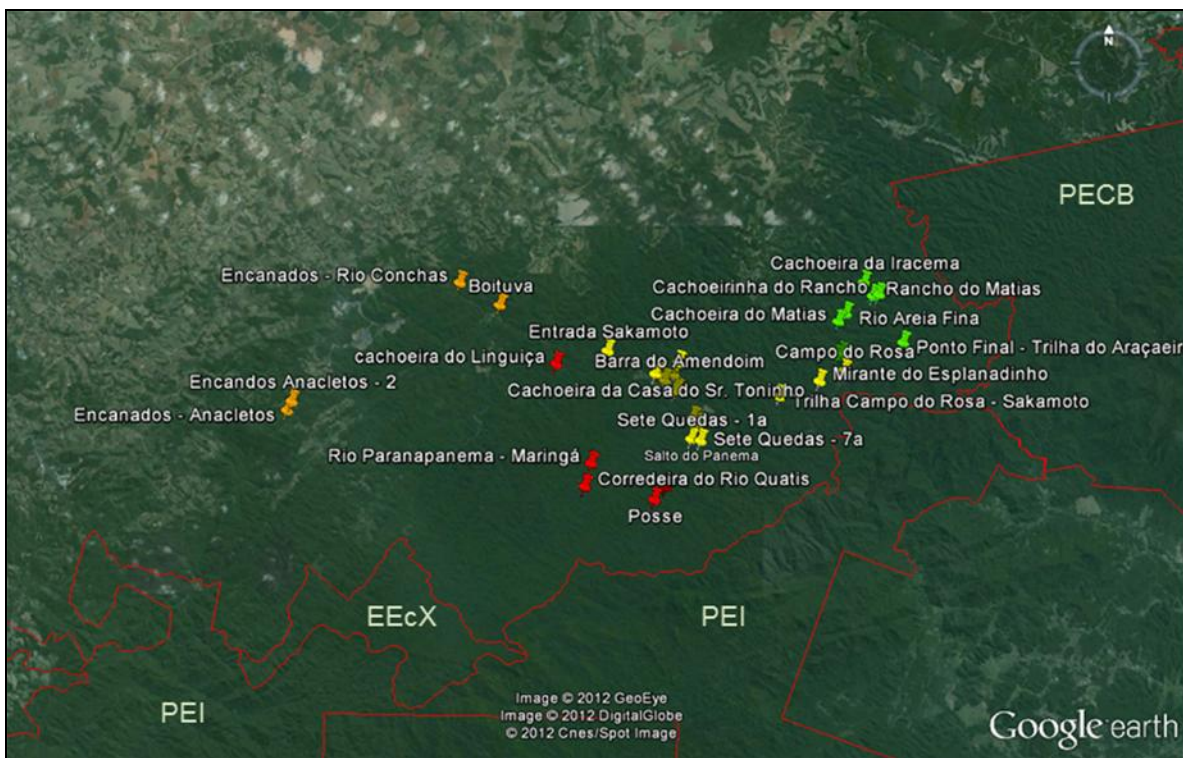 N
PECB
Cachoeira da Iracema
Encanados - Rio Conchas
Boituva
Cachoeirinha do Rancho
Rancho do Matias
Cachoeira do Matias
Rio Areia Fina
Entrada Sakamoto
cachoeira do Linguiça
Barra do Amendoim
Campo do Rosa
Ponto Final - Trilha do Araçaeir
Encandos Anacletos - 2
Mirante do Esplanadinho
Cachoeira da Casa do Sr. Toninho
Trilha Campo do Rosa - Sakamoto
Encanados - Anacletos
Sete Quedas - 1a
Sete Quedas - 7a
Rio Paranapanema - Maringá
Salto do Panema
Corredeira do Rio Quatis
Posse
EEcX
PEI
PEI
Image © 2012 GeoEye
Image © 2012 DigitalGlobe
© 2012 Cnes/Spot Image
Google earth